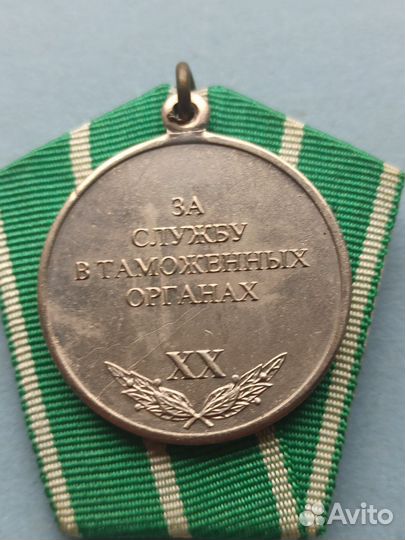 ЗА
СЛУЖБУ
В ТАМОЖЕННЫХ
ОРГАНАХ
XX
Avito